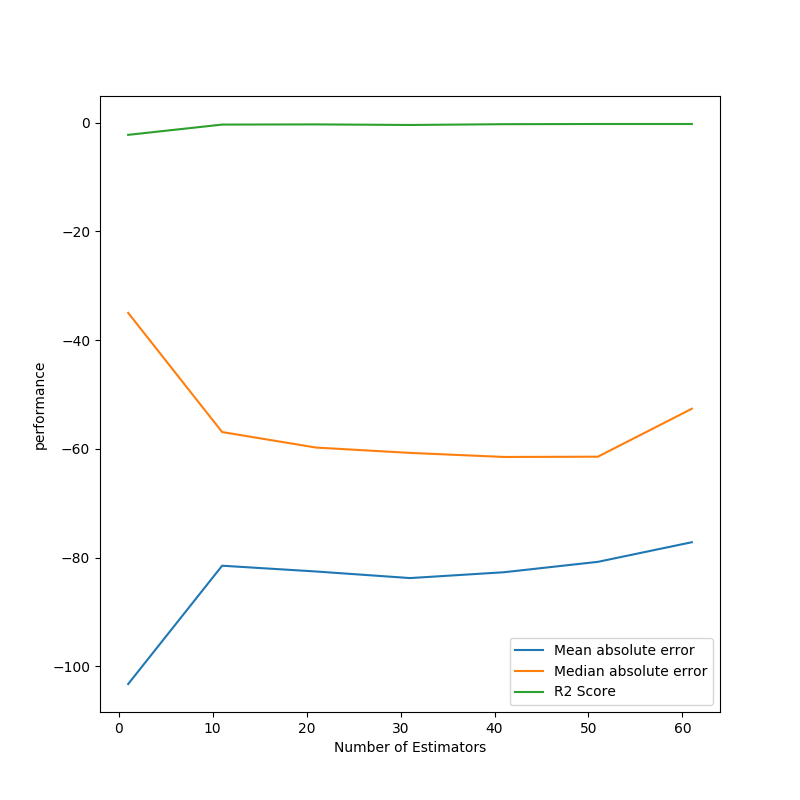 0
−20
−40
−60
−80
−100
performance
0 10 20 30 40 50 60
Number of Estimators
Mean absolute error
Median absolute error
R2 Score